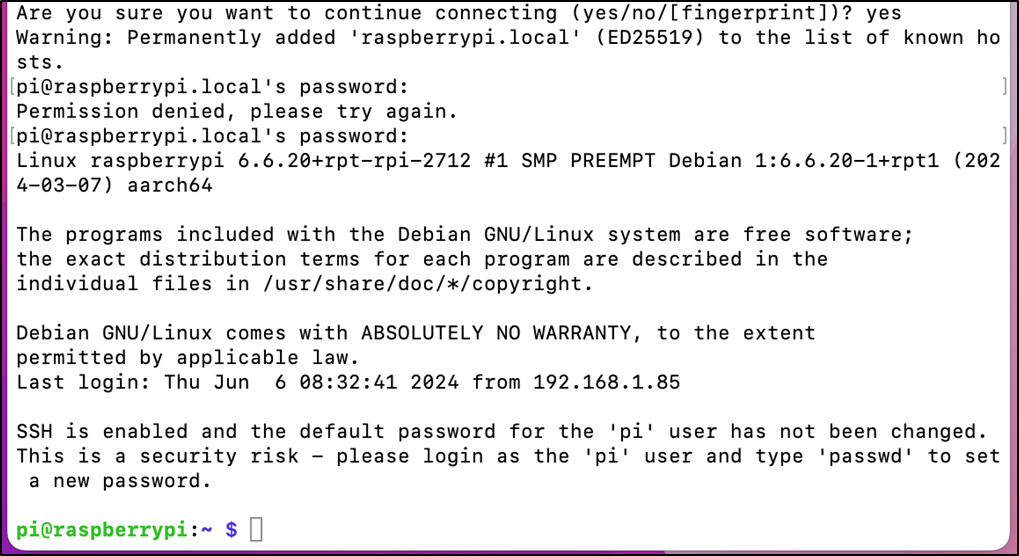 Are you sure you want to continue connecting (yes/no/[fingerprint])? yes
Warning: Permanently added 'raspberrypi.local' (ED25519) to the list of known ho
sts.
[pi@raspberrypi.local's password:                                               ]
Permission denied, please try again.
[pi@raspberrypi.local's password:                                               ]
Linux raspberrypi 6.6.20+rpt-rpi-2712 #1 SMP PREEMPT Debian 1:6.6.20-1+rpt1 (202
4-03-07) aarch64

The programs included with the Debian GNU/Linux system are free software;
the exact distribution terms for each program are described in the
individual files in /usr/share/doc/*/copyright.

Debian GNU/Linux comes with ABSOLUTELY NO WARRANTY, to the extent
permitted by applicable law.
Last login: Thu Jun  6 08:32:41 2024 from 192.168.1.85

SSH is enabled and the default password for the 'pi' user has not been changed.
This is a security risk – please login as the 'pi' user and type 'passwd' to set
 a new password.

pi@raspberrypi:~ $